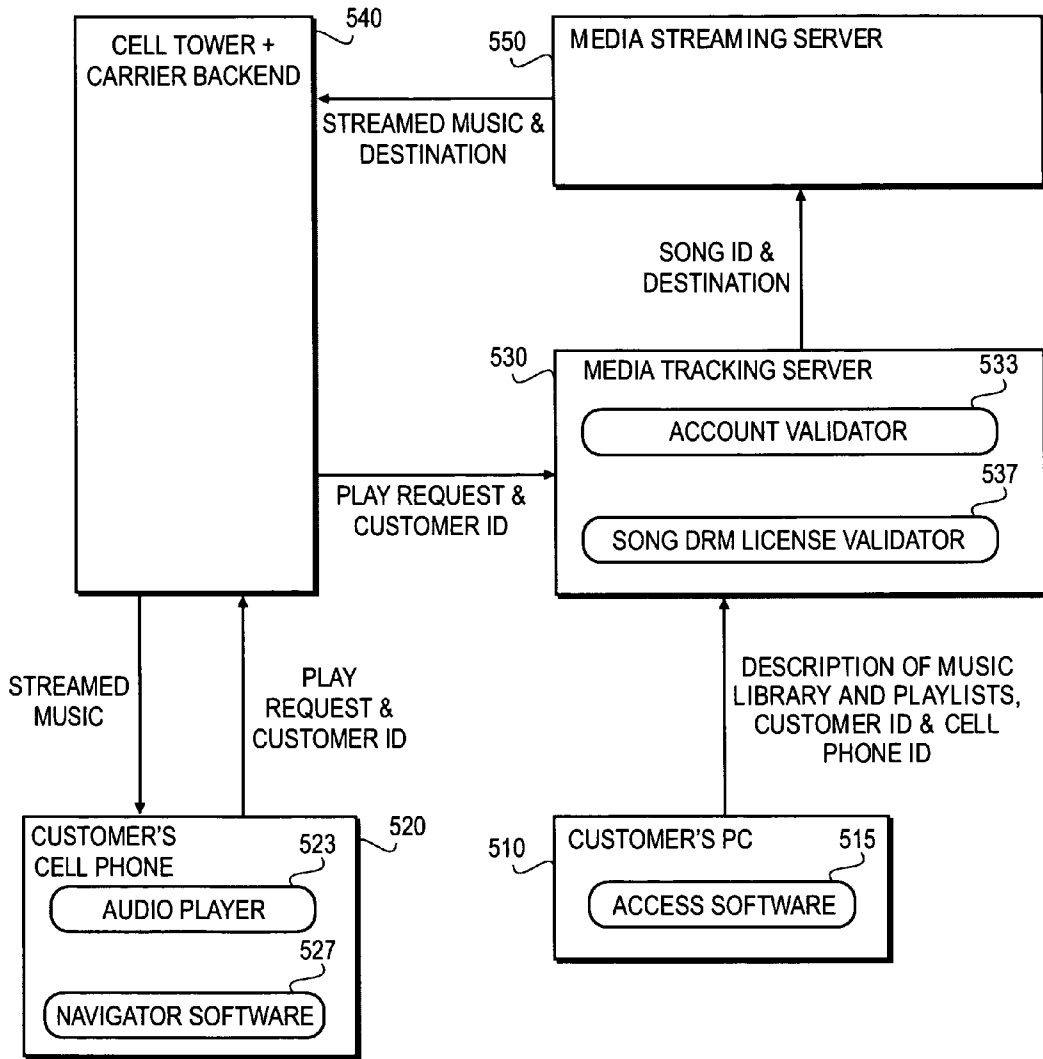 CELL TOWER +
CARRIER BACKEND
540
550
MEDIA STREAMING SERVER
STREAMED MUSIC &
DESTINATION
SONG ID &
DESTINATION
530
MEDIA TRACKING SERVER
533
ACCOUNT VALIDATOR
537
SONG DRM LICENSE VALIDATOR
PLAY REQUEST &
CUSTOMER ID
STREAMED
MUSIC
PLAY
REQUEST &
CUSTOMER ID
DESCRIPTION OF MUSIC
LIBRARY AND PLAYLISTS,
CUSTOMER ID & CELL
PHONE ID
CUSTOMER'S
CELL PHONE
520
523
AUDIO PLAYER
527
NAVIGATOR SOFTWARE
510
CUSTOMER'S PC
515
ACCESS SOFTWARE